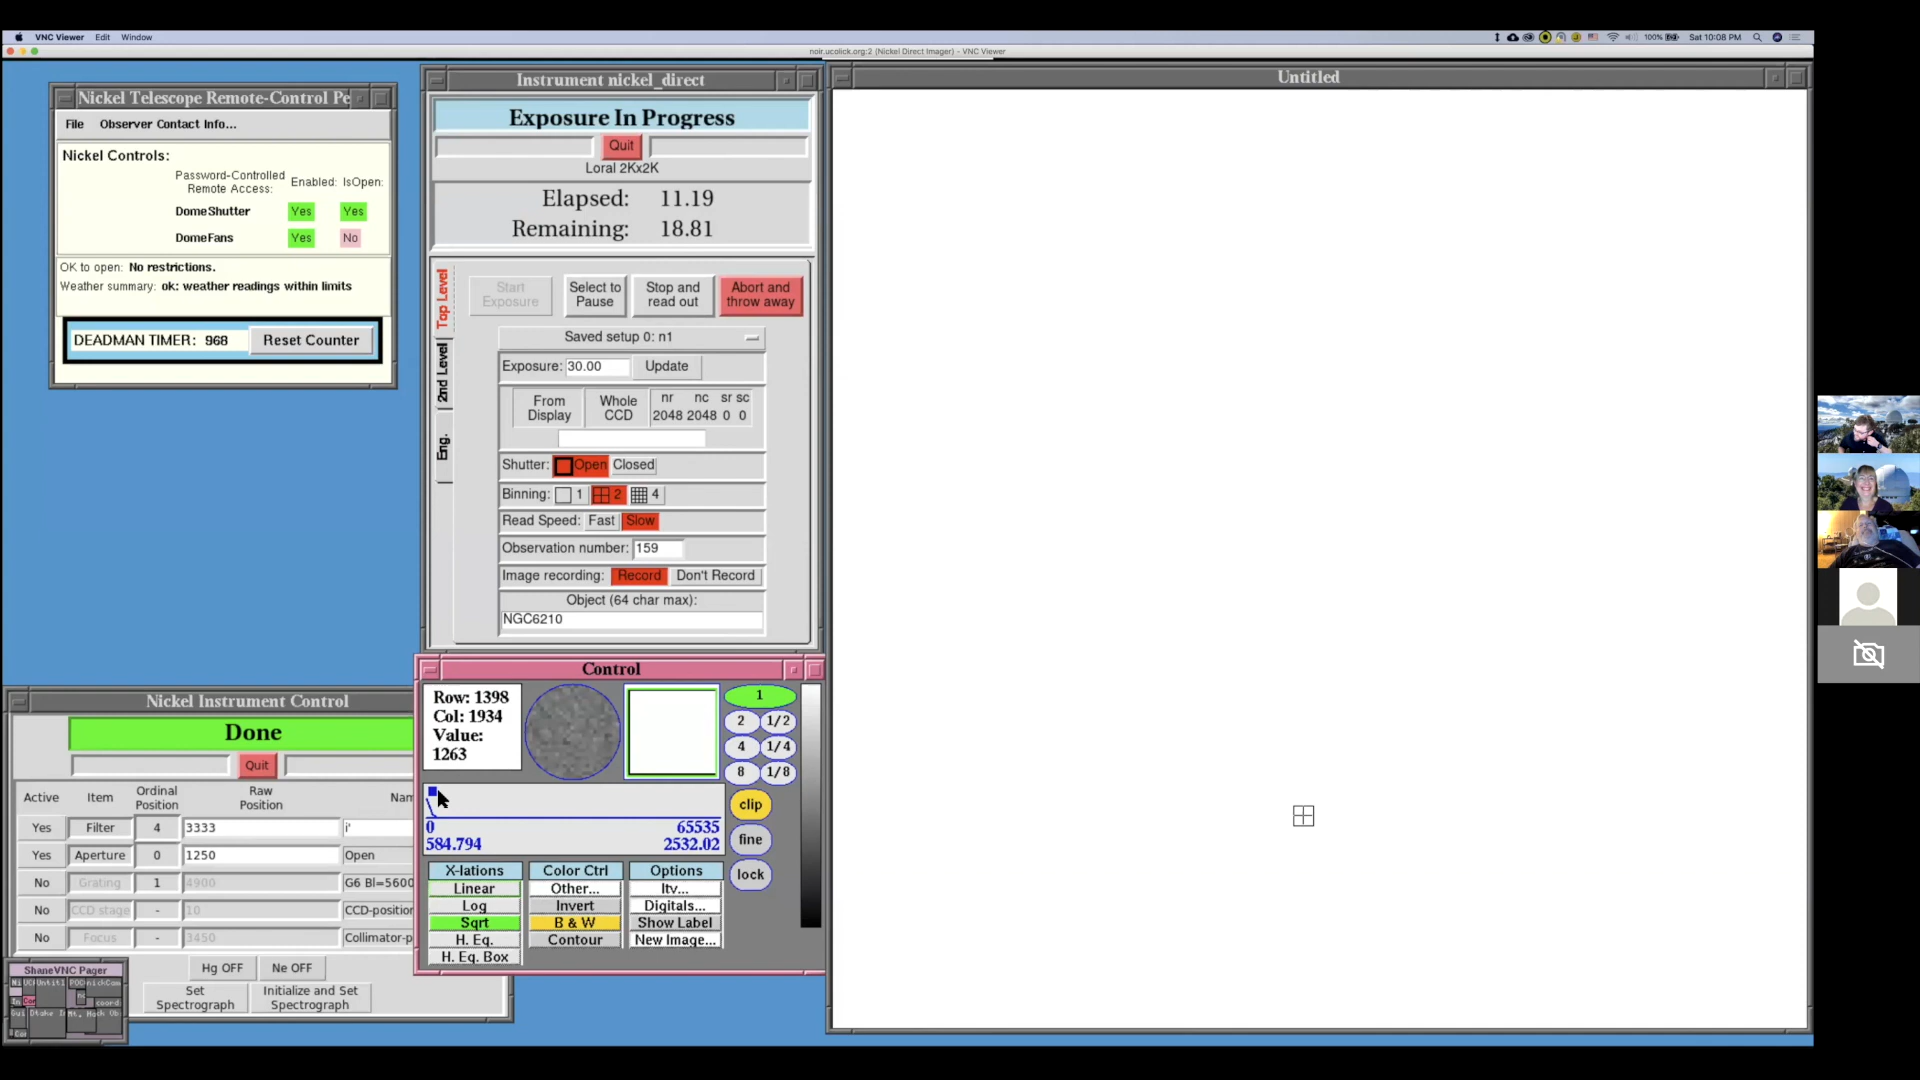 VNC Viewer Edit Window
100% Sat 10:08 PM
noir.ucolick.org:2 (Nickel Direct Imager) - VNC Viewer
Nickel Telescope Remote-Control Pe
File Observer Contact Info...
Nickel Controls:
Password-Controlled
Remote Access: Enabled: IsOpen:
DomeShutter Yes Yes
DomeFans Yes No
OK to open: No restrictions.
Weather summary: ok: weather readings within limits
DEADMAN TIMER: 968 Reset Counter
Instrument nickel_direct
Exposure In Progress
Quit
Loral 2Kx2K
Elapsed: 11.19
Remaining: 18.81
Top Level
2nd Level
Eng.
Start Exposure
Select to Pause
Stop and read out
Abort and throw away
Saved setup 0: n1
Exposure: 30.00 Update
From Display
Whole CCD
nr nc sr sc
2048 2048 0 0
Shutter: Open Closed
Binning: 1 2 4
Read Speed: Fast Slow
Observation number: 159
Image recording: Record Don't Record
Object (64 char max):
NGC6210
Untitled
Control
Row: 1398
Col: 1934
Value:
1263
1
2 1/2
4 1/4
8 1/8
clip
fine
lock
0 65535
584.794 2532.02
X-lations Color Ctrl Options
Linear Other... Itv...
Log Invert Digitals...
Sqrt B & W Show Label
H. Eq. Contour New Image...
H. Eq. Box
Nickel Instrument Control
Done
Quit
Active Item Ordinal Position Raw Position Nam
Yes Filter 4 3333 i'
Yes Aperture 0 1250 Open
No Grating 1 4900 G6 Bl=5600
No CCD stage - 10 CCD-position
No Focus - 3450 Collimator-p
Hg OFF Ne OFF
Set Spectrograph
Initialize and Set Spectrograph
ShaneVNC Pager